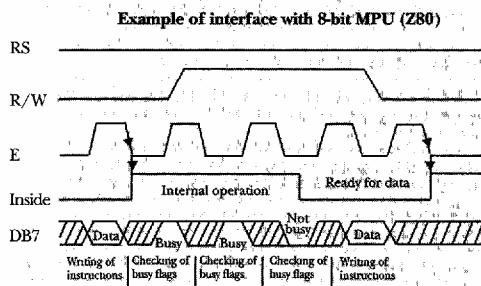 Example of interface with 8-bit MPU (Z80)
RS
R/W
E
Inside
Internal operation
Ready for data
DB7
Data
Busy
Busy
Not
busy
Data
Writing of
instructions
Checking of
busy flags
Checking of
busy flags.
Checking of
busy flags
Writing of
instructions